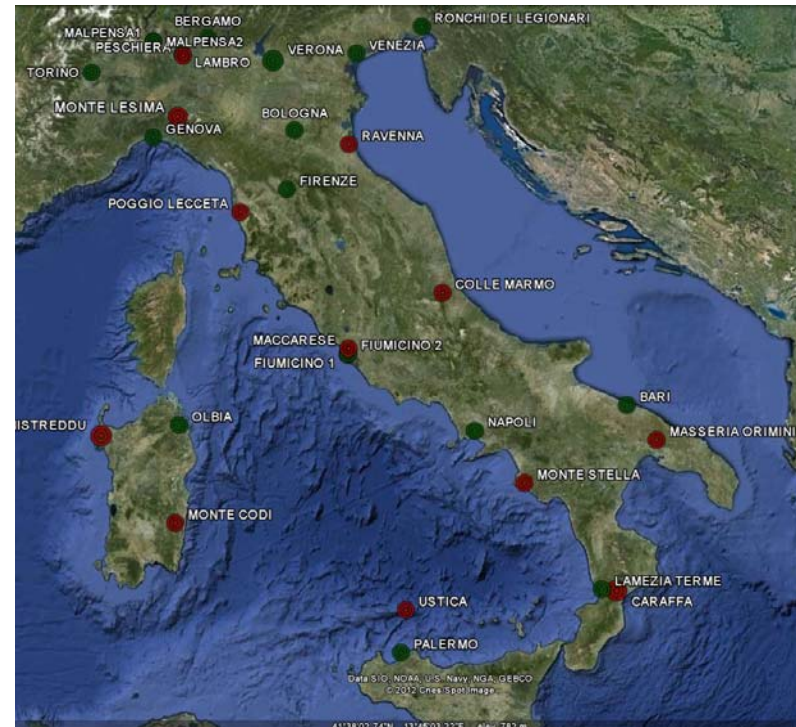 RONCHI DEI LEGIONARI
BERGAMO
MALPENSA1
MALPENSA2
PESCHIERA
LAMBRO
VERONA
VENEZIA
TORINO
MONTE LESIMA
BOLOGNA
GENOVA
RAVENNA
FIRENZE
POGGIO LECCETA
COLLE MARMO
MACCARESE
FIUMICINO 2
FIUMICINO 1
BARI
OLBIA
NAPOLI
ISTREDDU
MASSERIA ORIMINI
MONTE STELLA
MONTE CODI
LAMEZIA TERME
CARAFFA
USTICA
PALERMO
Data SIO, NOAA, U.S. Navy, NGA, GEBCO
© 2012 Cnes/Spot Image